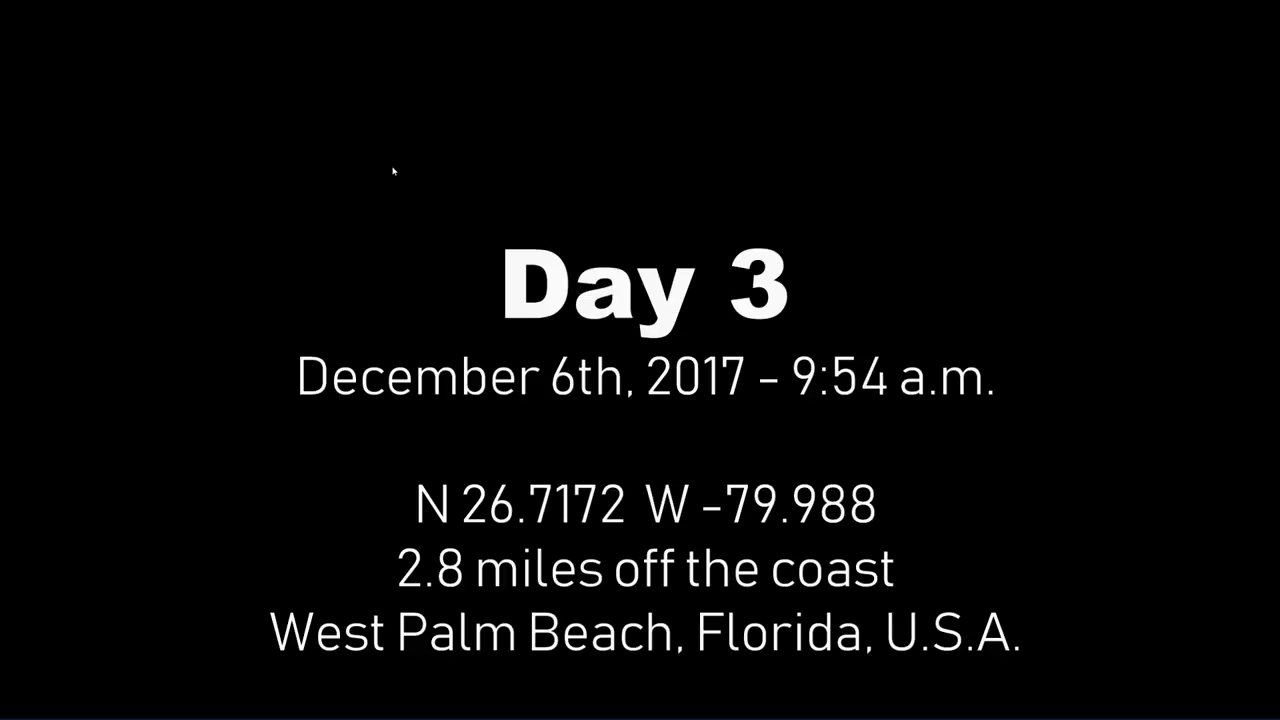 Day 3
December 6th, 2017 - 9:54 a.m.
N 26.7172 W -79.988
2.8 miles off the coast
West Palm Beach, Florida, U.S.A.